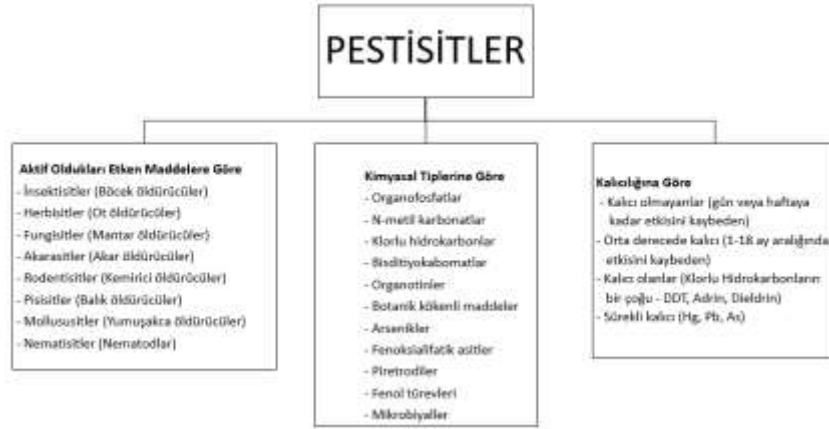 PESTİSİTLER
Aktif Oldukları Etken Maddelere Göre
- İnsektisitler (Böcek öldürücüler)
- Herbisitler (Ot öldürücüler)
- Fungisitler (Mantar öldürücüler)
- Akarasitler (Akar öldürücüler)
- Rodentisitler (Kemirici öldürücüler)
- Pisisitler (Balık öldürücüler)
- Mollususitler (Yumuşakca öldürücüler)
- Nematisitler (Nematodlar)
Kimyasal Tiplerine Göre
- Organofosfatlar
- N-metil karbonatlar
- Klorlu hidrokarbonlar
- Bisditiyokabomatlar
- Organotinler
- Botanik kökenli maddeler
- Arsenikler
- Fenoksialifatik asitler
- Piretrodiler
- Fenol türevleri
- Mikrobiyaller
Kalıcılığına Göre
- Kalıcı olmayanlar (gün veya haftaya
kadar etkisini kaybeden)
- Orta derecede kalıcı (1-18 ay aralığında
etkisini kaybeden)
- Kalıcı olanlar (Klorlu Hidrokarbonların
bir çoğu - DDT, Adrin, Dieldrin)
- Sürekli kalıcı (Hg, Pb, As)